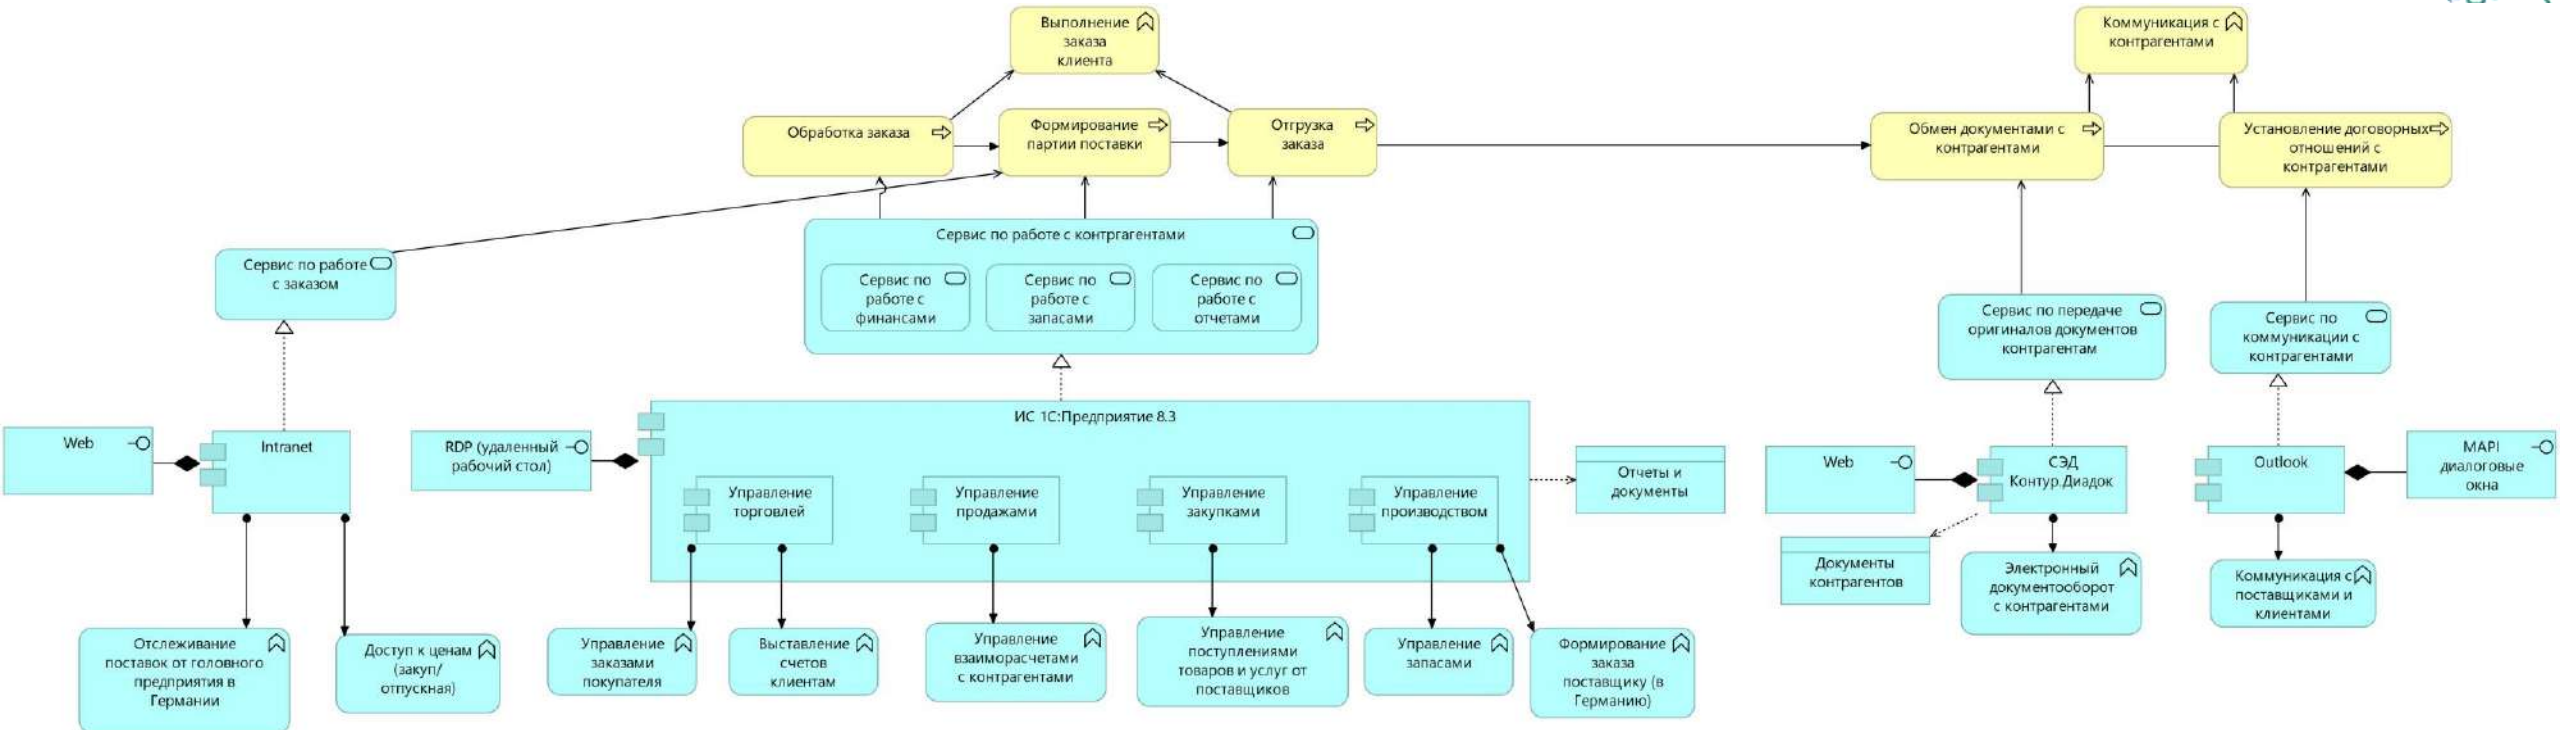 Выполнение
заказа
клиента
Коммуникация с
контрагентами
Обработка заказа
Формирование
партии поставки
Отгрузка
заказа
Обмен документами с
контрагентами
Установление договорных
отношений с
контрагентами
Сервис по работе
с заказом
Сервис по работе с контргагентами
Сервис по
работе с
финансами
Сервис по
работе с
запасами
Сервис по
работе с
отчетами
Сервис по передаче
оригиналов документов
контрагентам
Сервис по
коммуникации с
контрагентами
Web
Intranet
RDP (удаленный
рабочий стол)
ИС 1С:Предприятие 8.3
Управление
торговлей
Управление
продажами
Управление
закупками
Управление
производством
Отчеты и
документы
Web
СЭД
Контур.Диадок
Outlook
MAPI
диалоговые
окна
Документы
контрагентов
Электронный
документооборот
с контрагентами
Коммуникация с
поставщиками и
клиентами
Отслеживание
поставок от головного
предприятия в
Германии
Доступ к ценам
(закуп/
отпускная)
Управление
заказами
покупателя
Выставление
счетов
клиентам
Управление
взаиморасчетами
с контрагентами
Управление
поступлениями
товаров и услуг от
поставщиков
Управление
запасами
Формирование
заказа
поставщику (в
Германию)